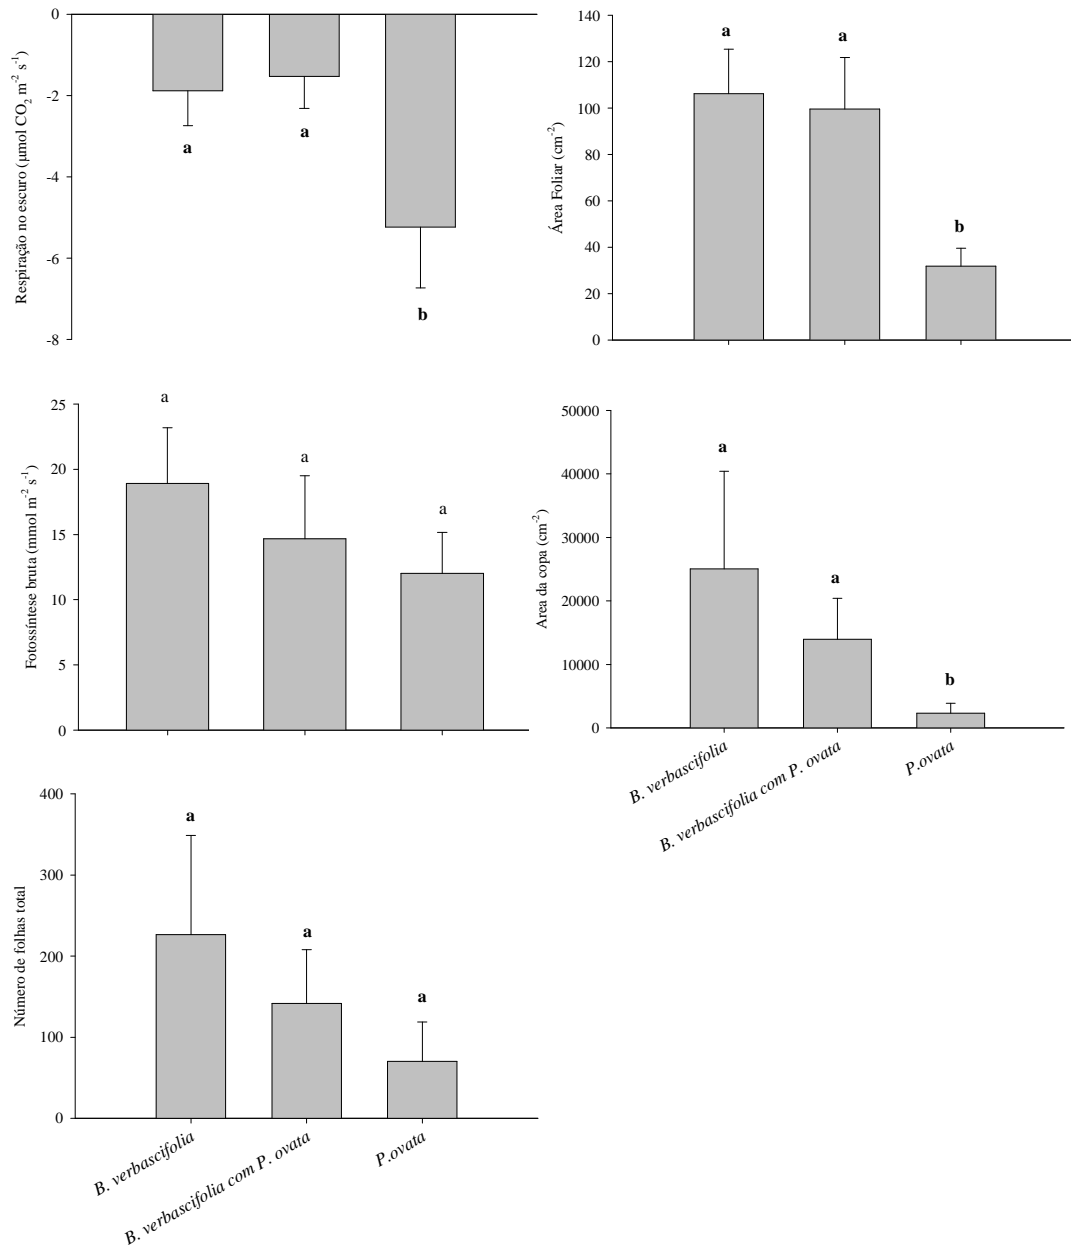 Respiração no escuro (µmol CO₂ m⁻² s⁻¹)
0
-2
-4
-6
-8
a
a
b
Área Foliar (cm⁻²)
140
120
100
80
60
40
20
0
a
a
b
Fotossíntese bruta (mmol m⁻² s⁻¹)
25
20
15
10
5
0
a
a
a
Area da copa (cm⁻²)
50000
40000
30000
20000
10000
0
a
a
b
B. verbascifolia
B. verbascifolia com P. ovata
P.ovata
Número de folhas total
400
300
200
100
0
a
a
a
B. verbascifolia
B. verbascifolia com P. ovata
P.ovata